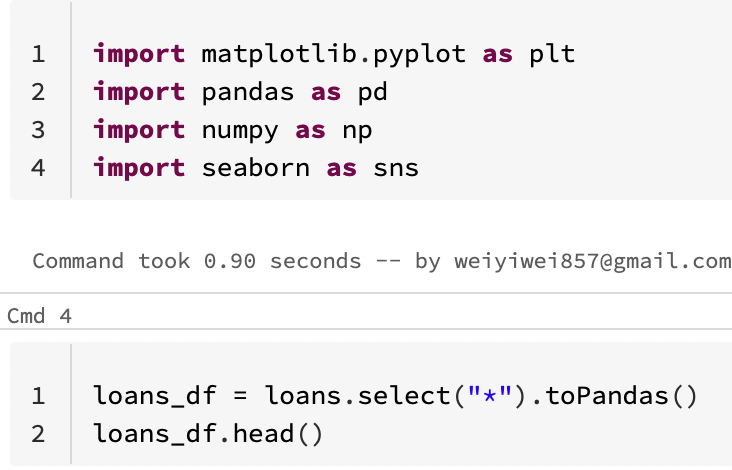 1 import matplotlib.pyplot as plt
2 import pandas as pd
3 import numpy as np
4 import seaborn as sns
Command took 0.90 seconds -- by weiyiwei857@gmail.com
Cmd 4
1 loans_df = loans.select("*").toPandas()
2 loans_df.head()